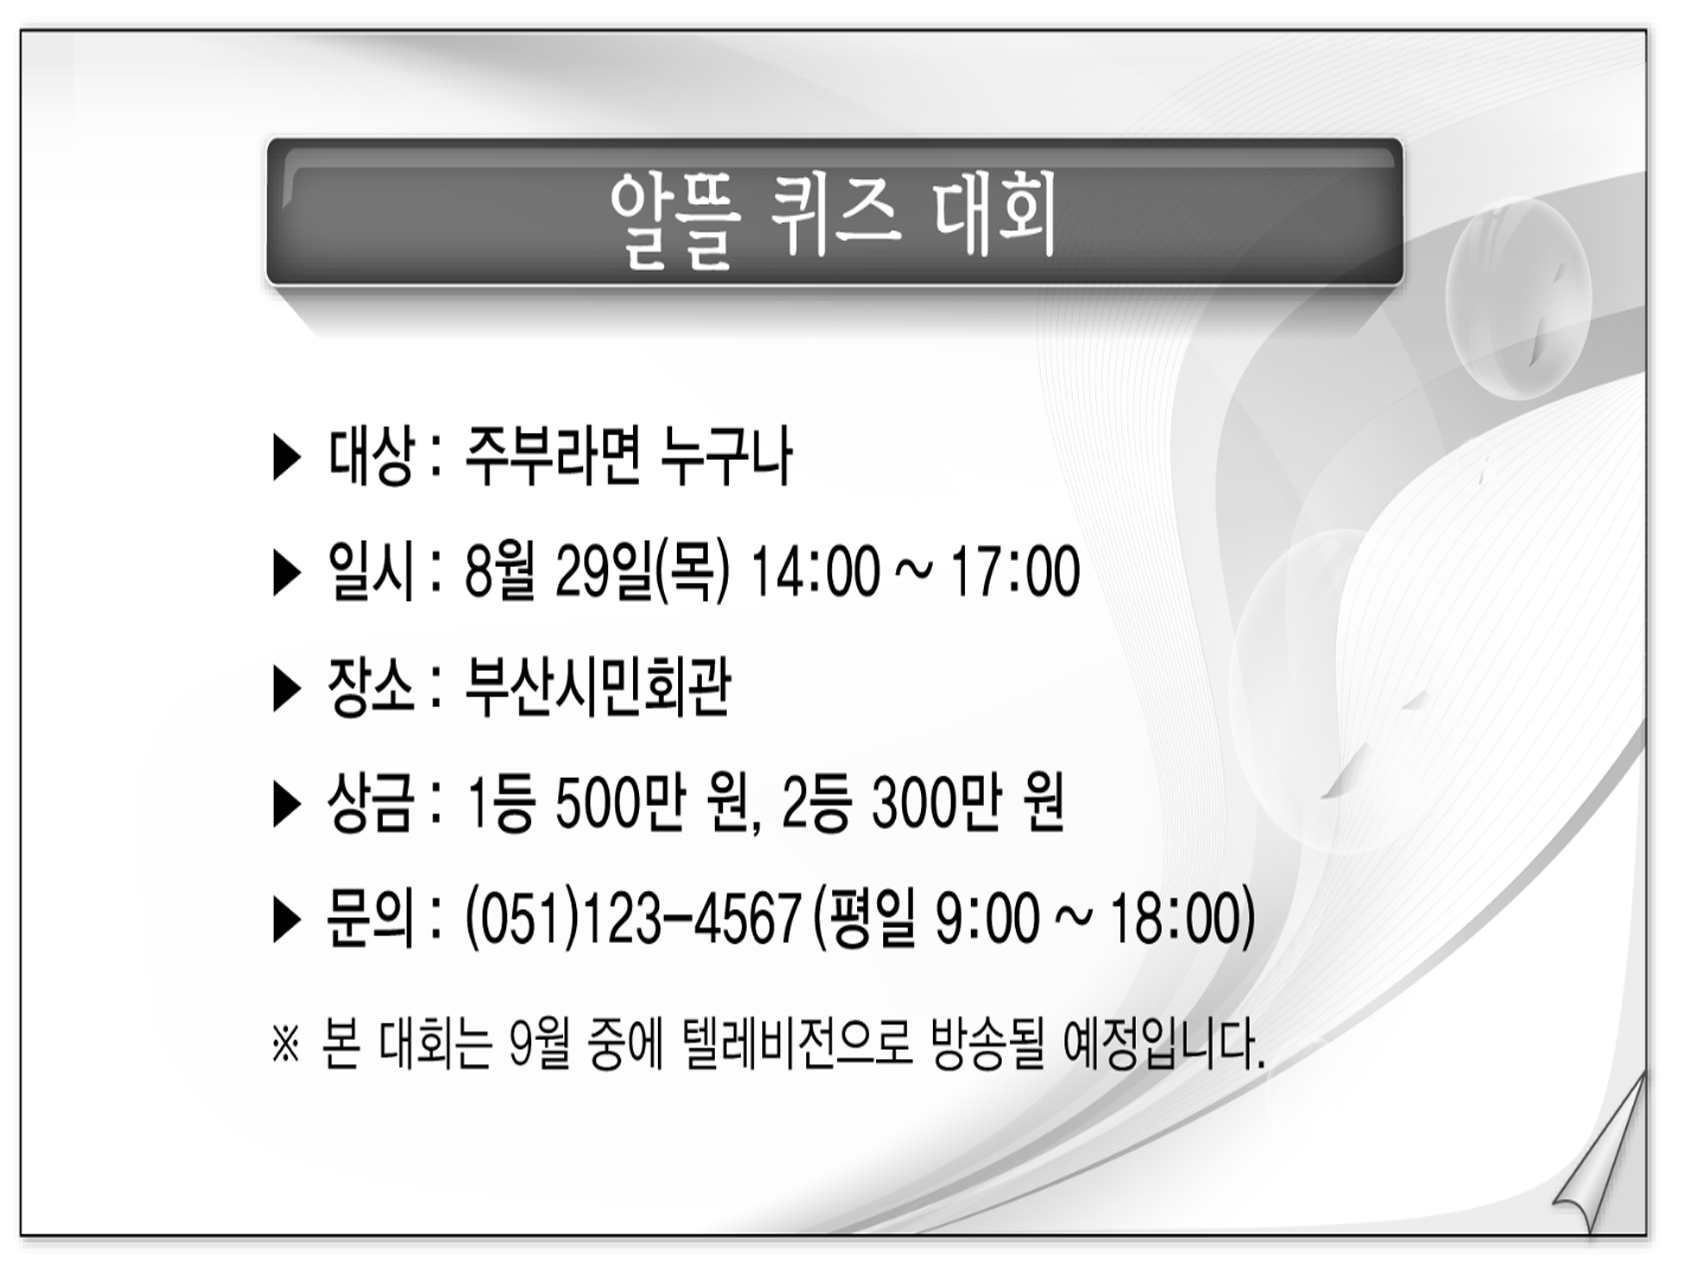 알뜰 퀴즈 대회
▶ 대상 : 주부라면 누구나
▶ 일시 : 8월 29일(목) 14:00 ~ 17:00
▶ 장소 : 부산시민회관
▶ 상금 : 1등 500만 원, 2등 300만 원
▶ 문의 : (051)123-4567 (평일 9:00 ~ 18:00)
※ 본 대회는 9월 중에 텔레비전으로 방송될 예정입니다.